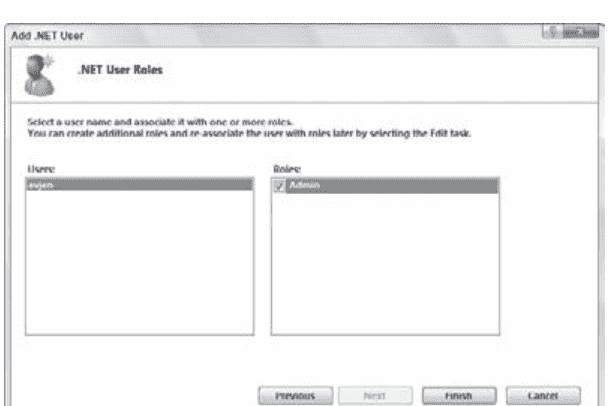 Add .NET User
.NET User Roles
Select a user name and associate it with one or more roles.
You can create additional roles and re-associate the user with roles later by selecting the Edit task.
Users:
Roles:
evjen
Admin
Previous
Next
Finish
Cancel